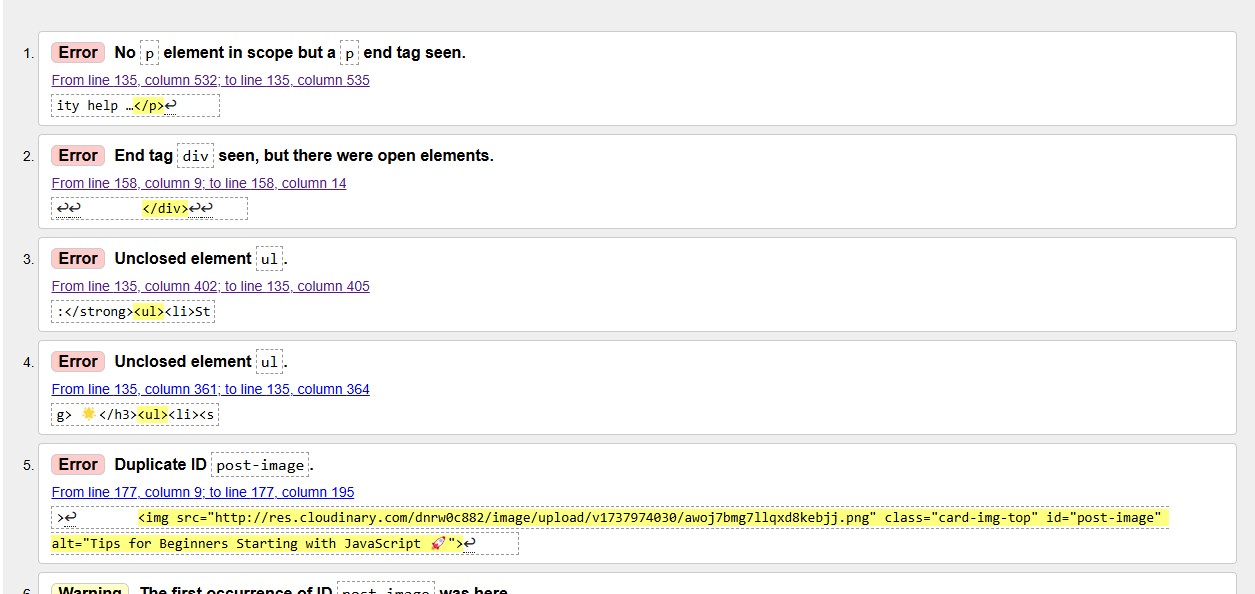 1. Error No p element in scope but a p end tag seen.
From line 135, column 532; to line 135, column 535
ity help …</p>↩
2. Error End tag div seen, but there were open elements.
From line 158, column 9; to line 158, column 14
↩↩ </div>↩↩
3. Error Unclosed element ul.
From line 135, column 402; to line 135, column 405
:</strong><ul><li>St
4. Error Unclosed element ul.
From line 135, column 361; to line 135, column 364
g> 🌟</h3><ul><li><s
5. Error Duplicate ID post-image.
From line 177, column 9; to line 177, column 195
>↩ <img src="http://res.cloudinary.com/dnrw0c882/image/upload/v1737974030/awoj7bmg7llqxd8kebjj.png" class="card-img-top" id="post-image"
alt="Tips for Beginners Starting with JavaScript 🚀">↩
6. Warning The first occurrence of ID post-image was here.